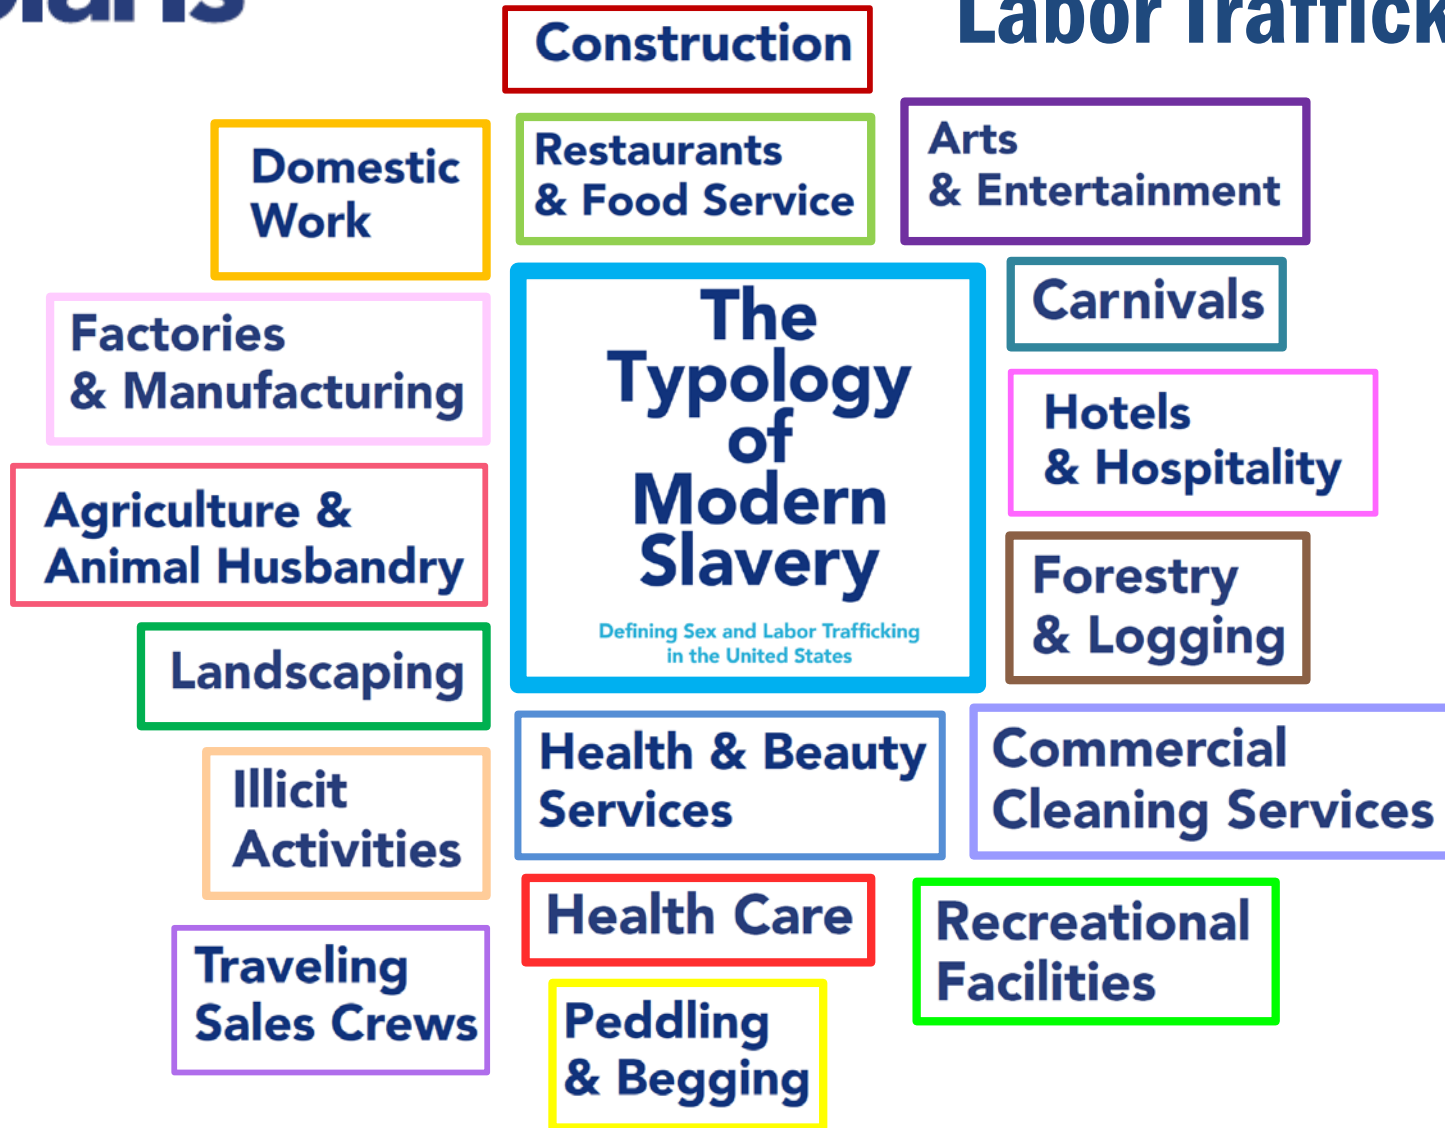 Labor Traffick
Construction
Domestic
Work
Restaurants
& Food Service
Arts
& Entertainment
Factories
& Manufacturing
The
Typology
of
Modern
Slavery
Defining Sex and Labor Trafficking
in the United States
Carnivals
Hotels
& Hospitality
Agriculture &
Animal Husbandry
Forestry
& Logging
Landscaping
Health & Beauty
Services
Commercial
Cleaning Services
Illicit
Activities
Health Care
Recreational
Facilities
Traveling
Sales Crews
Peddling
& Begging